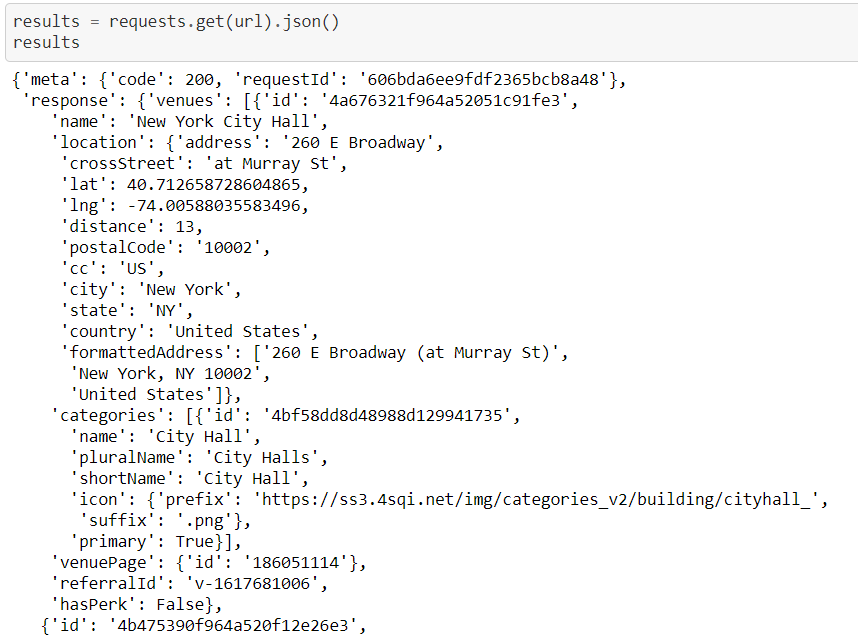 results = requests.get(url).json()
results
{'meta': {'code': 200, 'requestId': '606bda6ee9fdf2365bcb8a48'},
'response': {'venues': [{'id': '4a676321f964a52051c91fe3',
'name': 'New York City Hall',
'location': {'address': '260 E Broadway',
'crossStreet': 'at Murray St',
'lat': 40.712658728604865,
'lng': -74.00588035583496,
'distance': 13,
'postalCode': '10002',
'cc': 'US',
'city': 'New York',
'state': 'NY',
'country': 'United States',
'formattedAddress': ['260 E Broadway (at Murray St)',
'New York, NY 10002',
'United States']},
'categories': [{'id': '4bf58dd8d48988d129941735',
'name': 'City Hall',
'pluralName': 'City Halls',
'shortName': 'City Hall',
'icon': {'prefix': 'https://ss3.4sqi.net/img/categories_v2/building/cityhall_',
'suffix': '.png'},
'primary': True}],
'venuePage': {'id': '186051114'},
'referralId': 'v-1617681006',
'hasPerk': False},
{'id': '4b475390f964a520f12e26e3',